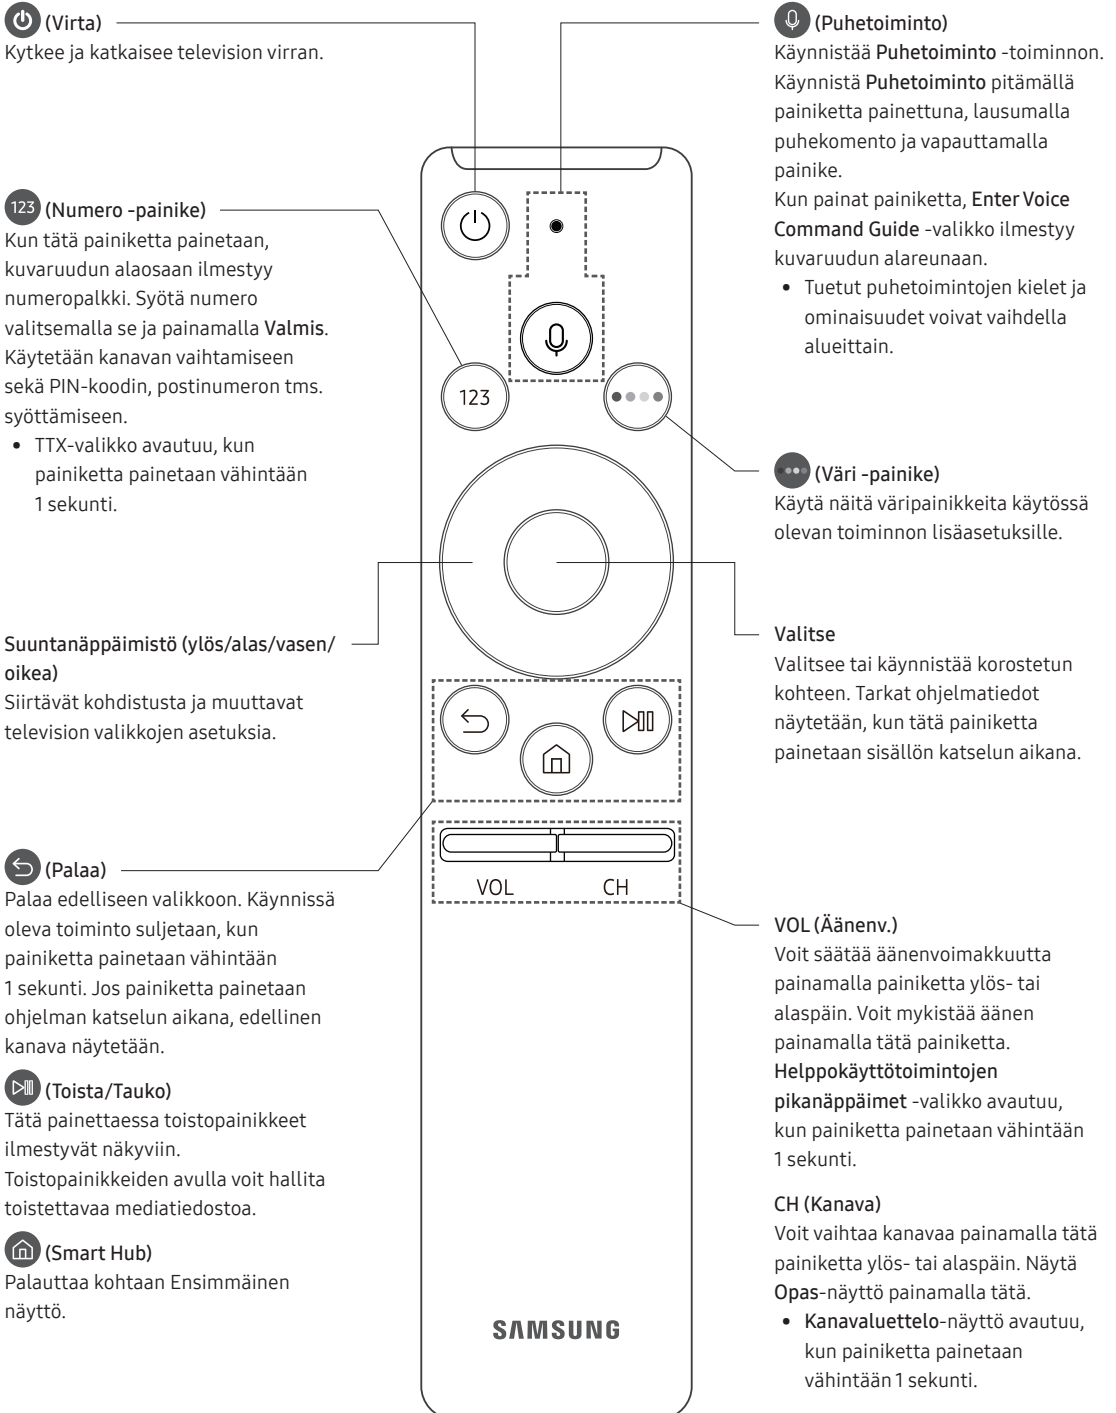 (Virta)
Kytkee ja katkaisee television virran.
123 (Numero -painike)
Kun tätä painiketta painetaan,
kuvaruudun alaosaan ilmestyy
numeropalkki. Syötä numero
valitsemalla se ja painamalla Valmis.
Käytetään kanavan vaihtamiseen
sekä PIN-koodin, postinumeron tms.
syöttämiseen.
• TTX-valikko avautuu, kun
painiketta painetaan vähintään
1 sekunti.
Suuntanäppäimistö (ylös/alas/vasen/
oikea)
Siirtävät kohdistusta ja muuttavat
television valikkojen asetuksia.
(Palaa)
Palaa edelliseen valikkoon. Käynnissä
oleva toiminto suljetaan, kun
painiketta painetaan vähintään
1 sekunti. Jos painiketta painetaan
ohjelman katselun aikana, edellinen
kanava näytetään.
(Toista/Tauko)
Tätä painettaessa toistopainikkeet
ilmestyvät näkyviin.
Toistopainikkeiden avulla voit hallita
toistettavaa mediatiedostoa.
(Smart Hub)
Palauttaa kohtaan Ensimmäinen
näyttö.
123
VOL CH
SAMSUNG
(Puhetoiminto)
Käynnistää Puhetoiminto -toiminnon.
Käynnistä Puhetoiminto pitämällä
painiketta painettuna, lausumalla
puhekomento ja vapauttamalla
painike.
Kun painat painiketta, Enter Voice
Command Guide -valikko ilmestyy
kuvaruudun alareunaan.
• Tuetut puhetoimintojen kielet ja
ominaisuudet voivat vaihdella
alueittain.
(Väri -painike)
Käytä näitä väripainikkeita käytössä
olevan toiminnon lisäasetuksille.
Valitse
Valitsee tai käynnistää korostetun
kohteen. Tarkat ohjelmatiedot
näytetään, kun tätä painiketta
painetaan sisällön katselun aikana.
VOL (Äänenv.)
Voit säätää äänenvoimakkuutta
painamalla painiketta ylös- tai
alaspäin. Voit mykistää äänen
painamalla tätä painiketta.
Helppokäyttötoimintojen
pikanäppäimet -valikko avautuu,
kun painiketta painetaan vähintään
1 sekunti.
CH (Kanava)
Voit vaihtaa kanavaa painamalla tätä
painiketta ylös- tai alaspäin. Näytä
Opas-näyttö painamalla tätä.
• Kanavaluettelo-näyttö avautuu,
kun painiketta painetaan
vähintään 1 sekunti.